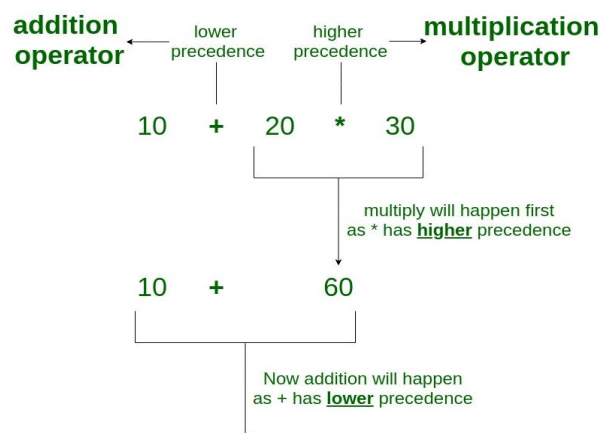 addition operator
lower precedence
higher precedence
multiplication operator
10 + 20 * 30
multiply will happen first
as * has higher precedence
10 + 60
Now addition will happen
as + has lower precedence